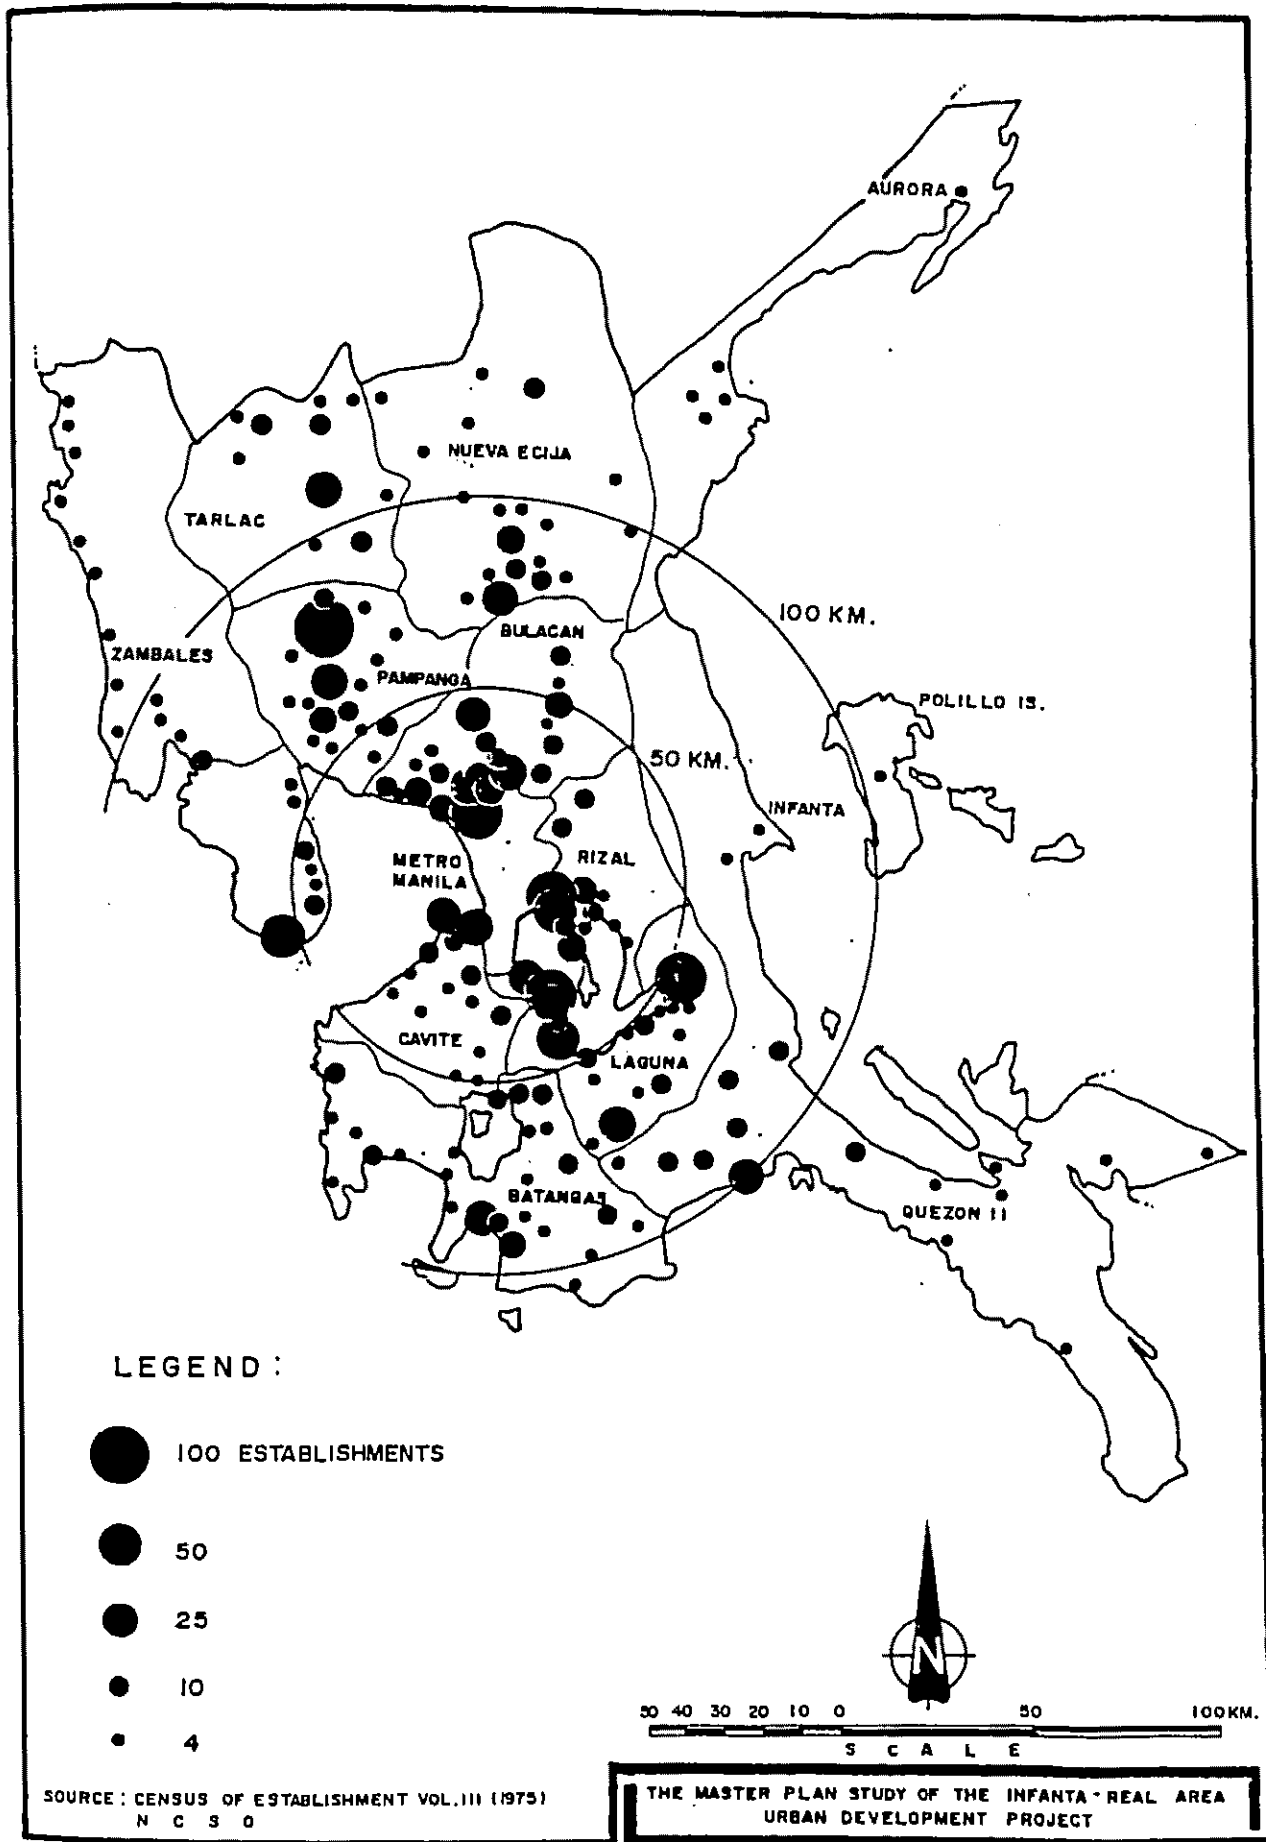 AURORA
NUEVA ECIJA
TARLAC
100 KM.
BULACAN
ZAMBALES
PAMPANGA
POLILLO IS.
50 KM.
INFANTA
METRO
MANILA
RIZAL
CAVITE
LAGUNA
BATANGAS
QUEZON II
LEGEND :
100 ESTABLISHMENTS
50
25
10
4
N
50 40 30 20 10 0 50 100KM.
S C A L E
SOURCE : CENSUS OF ESTABLISHMENT VOL.III (1975)
N C S O
THE MASTER PLAN STUDY OF THE INFANTA-REAL AREA
URBAN DEVELOPMENT PROJECT